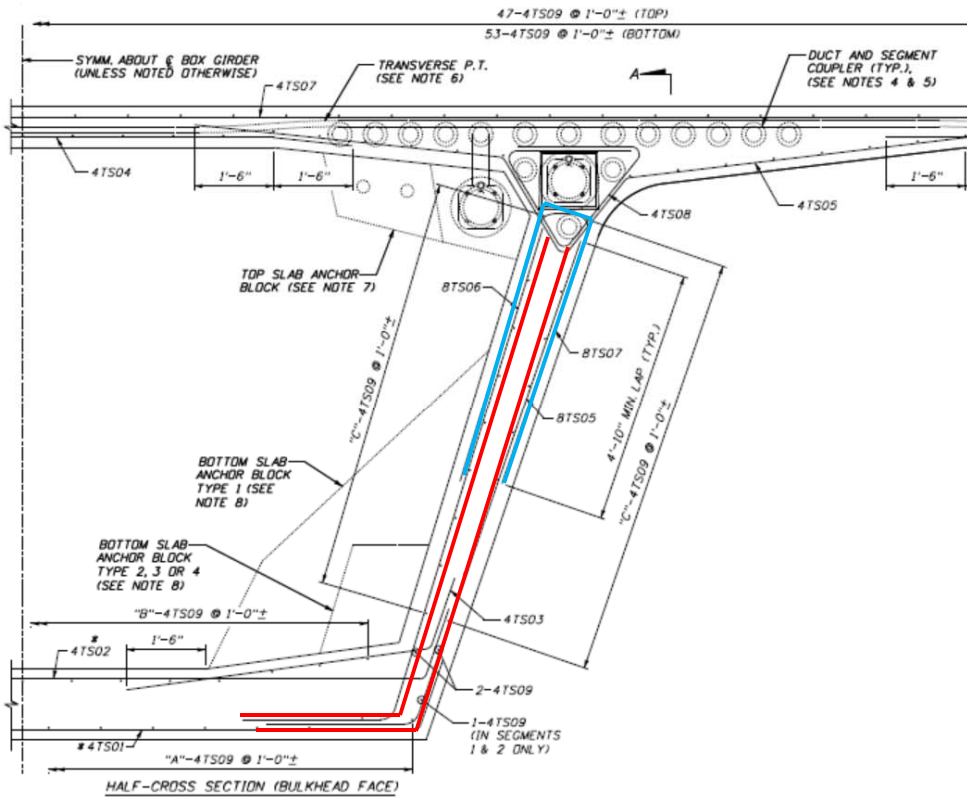 47-4TS09 @ 1'-0"± (TOP)
53-4TS09 @ 1'-0"± (BOTTOM)
SYMM. ABOUT ℄ BOX GIRDER
(UNLESS NOTED OTHERWISE)
TRANSVERSE P.T.
(SEE NOTE 6)
A
DUCT AND SEGMENT
COUPLER (TYP.),
(SEE NOTES 4 & 5)
4TS07
4TS04
1'-6"
1'-6"
1'-6"
4TS05
4TS08
TOP SLAB ANCHOR
BLOCK (SEE NOTE 7)
8TS06
"C"-4TS09 @ 1'-0"±
8TS07
8TS05
4'-10" MIN. LAP (TYP.)
"C"-4TS09 @ 1'-0"±
BOTTOM SLAB
ANCHOR BLOCK
TYPE 1 (SEE
NOTE 8)
BOTTOM SLAB
ANCHOR BLOCK
TYPE 2, 3 OR 4
(SEE NOTE 8)
"B"-4TS09 @ 1'-0"±
*
4TS02
1'-6"
4TS03
2-4TS09
1-4TS09
(IN SEGMENTS
1 & 2 ONLY)
* 4TS01
"A"-4TS09 @ 1'-0"±
HALF-CROSS SECTION (BULKHEAD FACE)